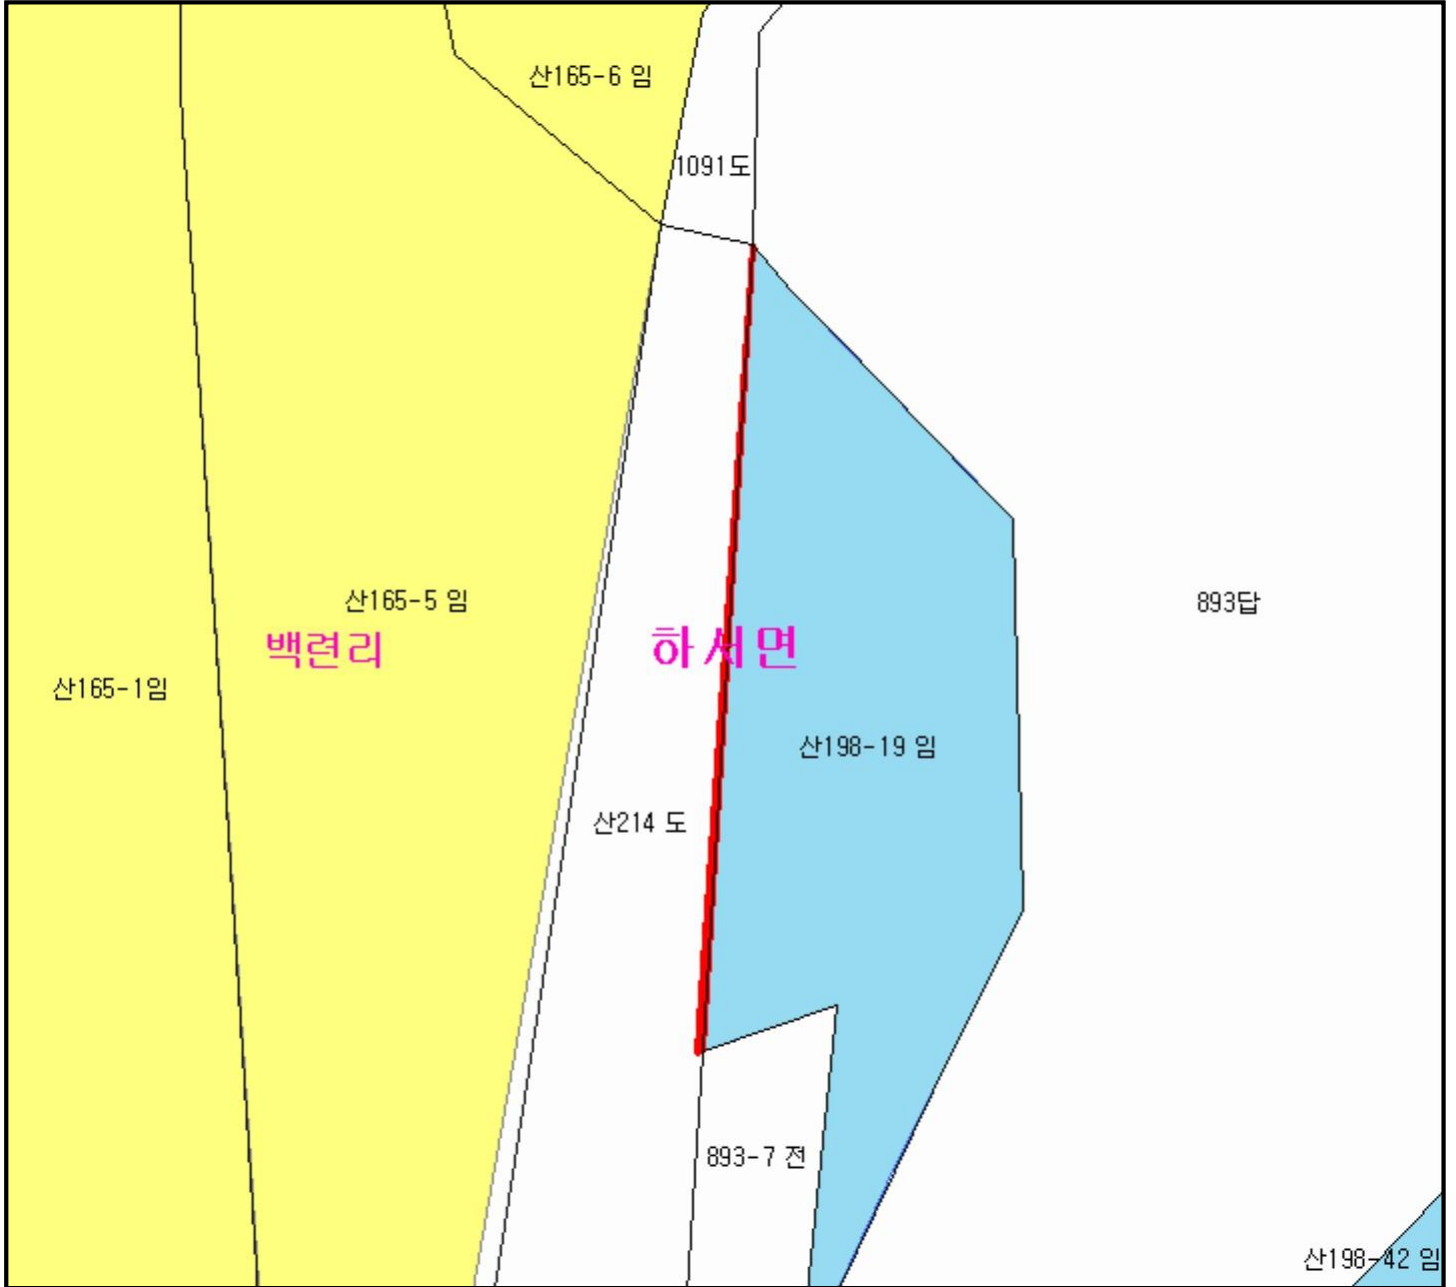 산165-6 임
1091도
산165-5 임
893답
백련리
하서면
산165-1임
산198-19 임
산214 도
893-7 전
산198-42 임